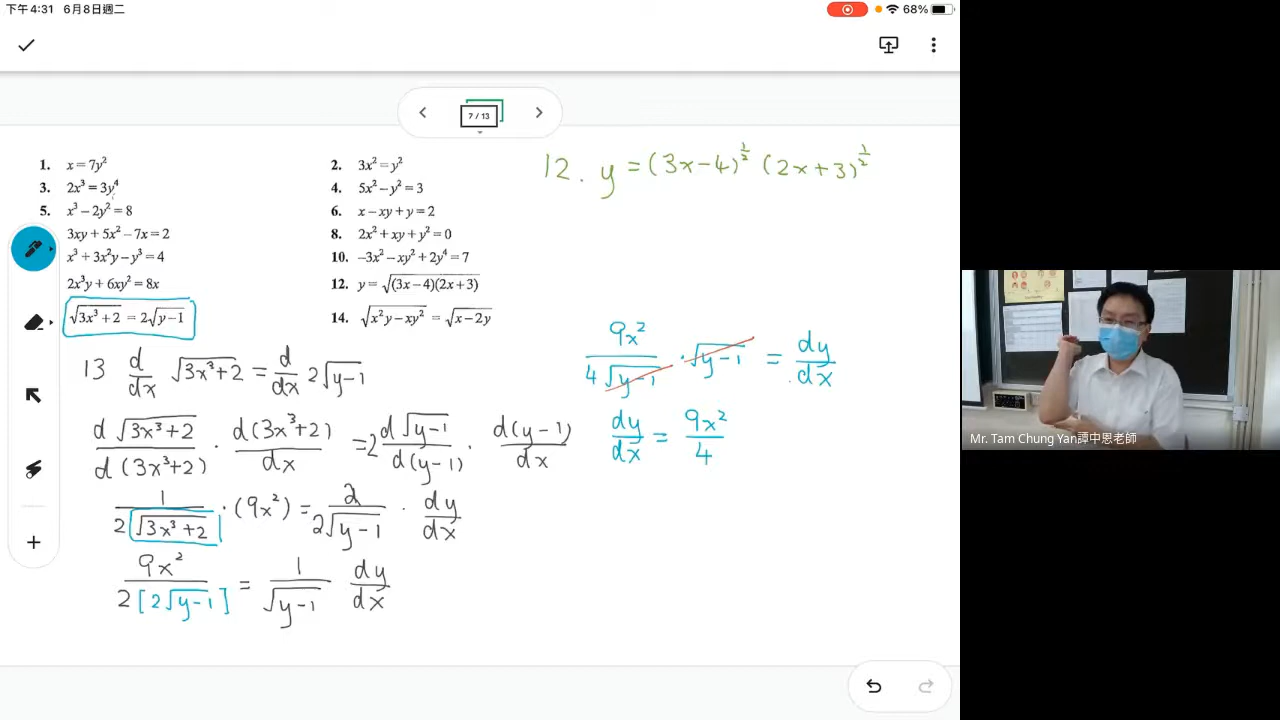 下午4:31 6月8日週二
68%
7 / 13
1. x = 7y²
2. 3x² = y²
3. 2x³ = 3y⁴
4. 5x² − y² = 3
5. x³ − 2y² = 8
6. x − xy + y = 2
3xy + 5x² − 7x = 2
8. 2x² + xy + y² = 0
x³ + 3x²y − y³ = 4
10. −3x² − xy² + 2y⁴ = 7
2x³y + 6xy² = 8x
12. y = √((3x − 4)(2x + 3))
√(3x³ + 2) = 2√(y − 1)
14. √(x²y − xy²) = √(x − 2y)
12. y = (3x−4)^(1/2) (2x+3)^(1/2)
13 d/dx √(3x³+2) = d/dx 2√(y−1)
d√(3x³+2)/d(3x³+2) · d(3x³+2)/dx = 2 d√(y−1)/d(y−1) · d(y−1)/dx
1/(2√(3x³+2)) · (9x²) = 2/(2√(y−1)) · dy/dx
9x²/(2[2√(y−1)]) = 1/√(y−1) dy/dx
9x²/(4√(y−1)) · √(y−1) = dy/dx
dy/dx = 9x²/4
Mr. Tam Chung Yan譚中恩老師